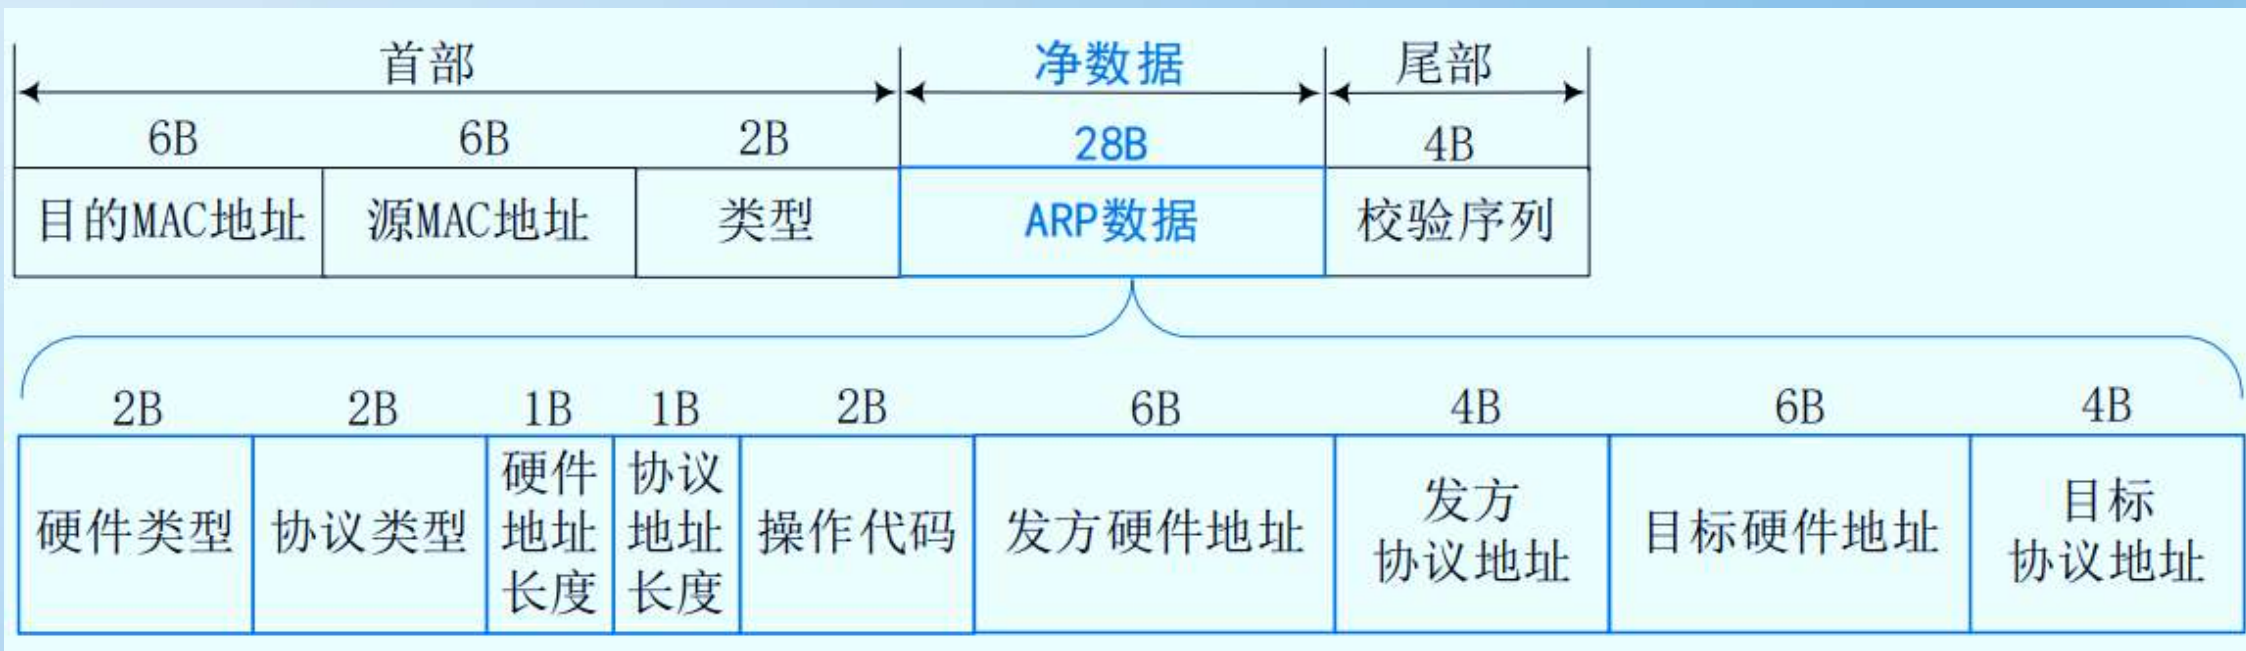 首部 净数据 尾部
6B 6B 2B 28B 4B
目的MAC地址 源MAC地址 类型 ARP数据 校验序列
2B 2B 1B 1B 2B 6B 4B 6B 4B
硬件类型
协议类型
硬件
地址
长度
协议
地址
长度
操作代码
发方硬件地址
发方
协议地址
目标硬件地址
目标
协议地址